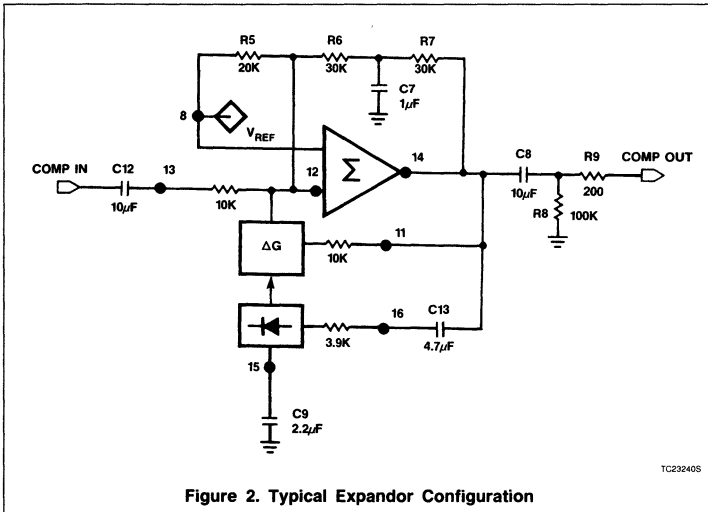 R5
20K
R6
30K
R7
30K
C7
1μF
8
VREF
COMP IN
C12
10μF
13
10K
12
Σ
14
C8
10μF
R9
200
COMP OUT
R8
100K
ΔG
10K
11
3.9K
16
C13
4.7μF
15
C9
2.2μF
TC23240S
Figure 2. Typical Expandor Configuration